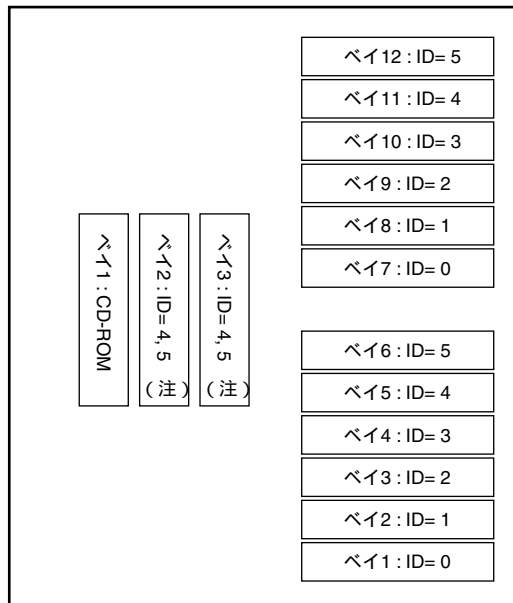 ベイ12 : ID= 5
ベイ11 : ID= 4
ベイ10 : ID= 3
ベイ9 : ID= 2
ベイ8 : ID= 1
ベイ7 : ID= 0
ベイ1 : CD-ROM
ベイ2 : ID= 4, 5 (注)
ベイ3 : ID= 4, 5 (注)
ベイ6 : ID= 5
ベイ5 : ID= 4
ベイ4 : ID= 3
ベイ3 : ID= 2
ベイ2 : ID= 1
ベイ1 : ID= 0